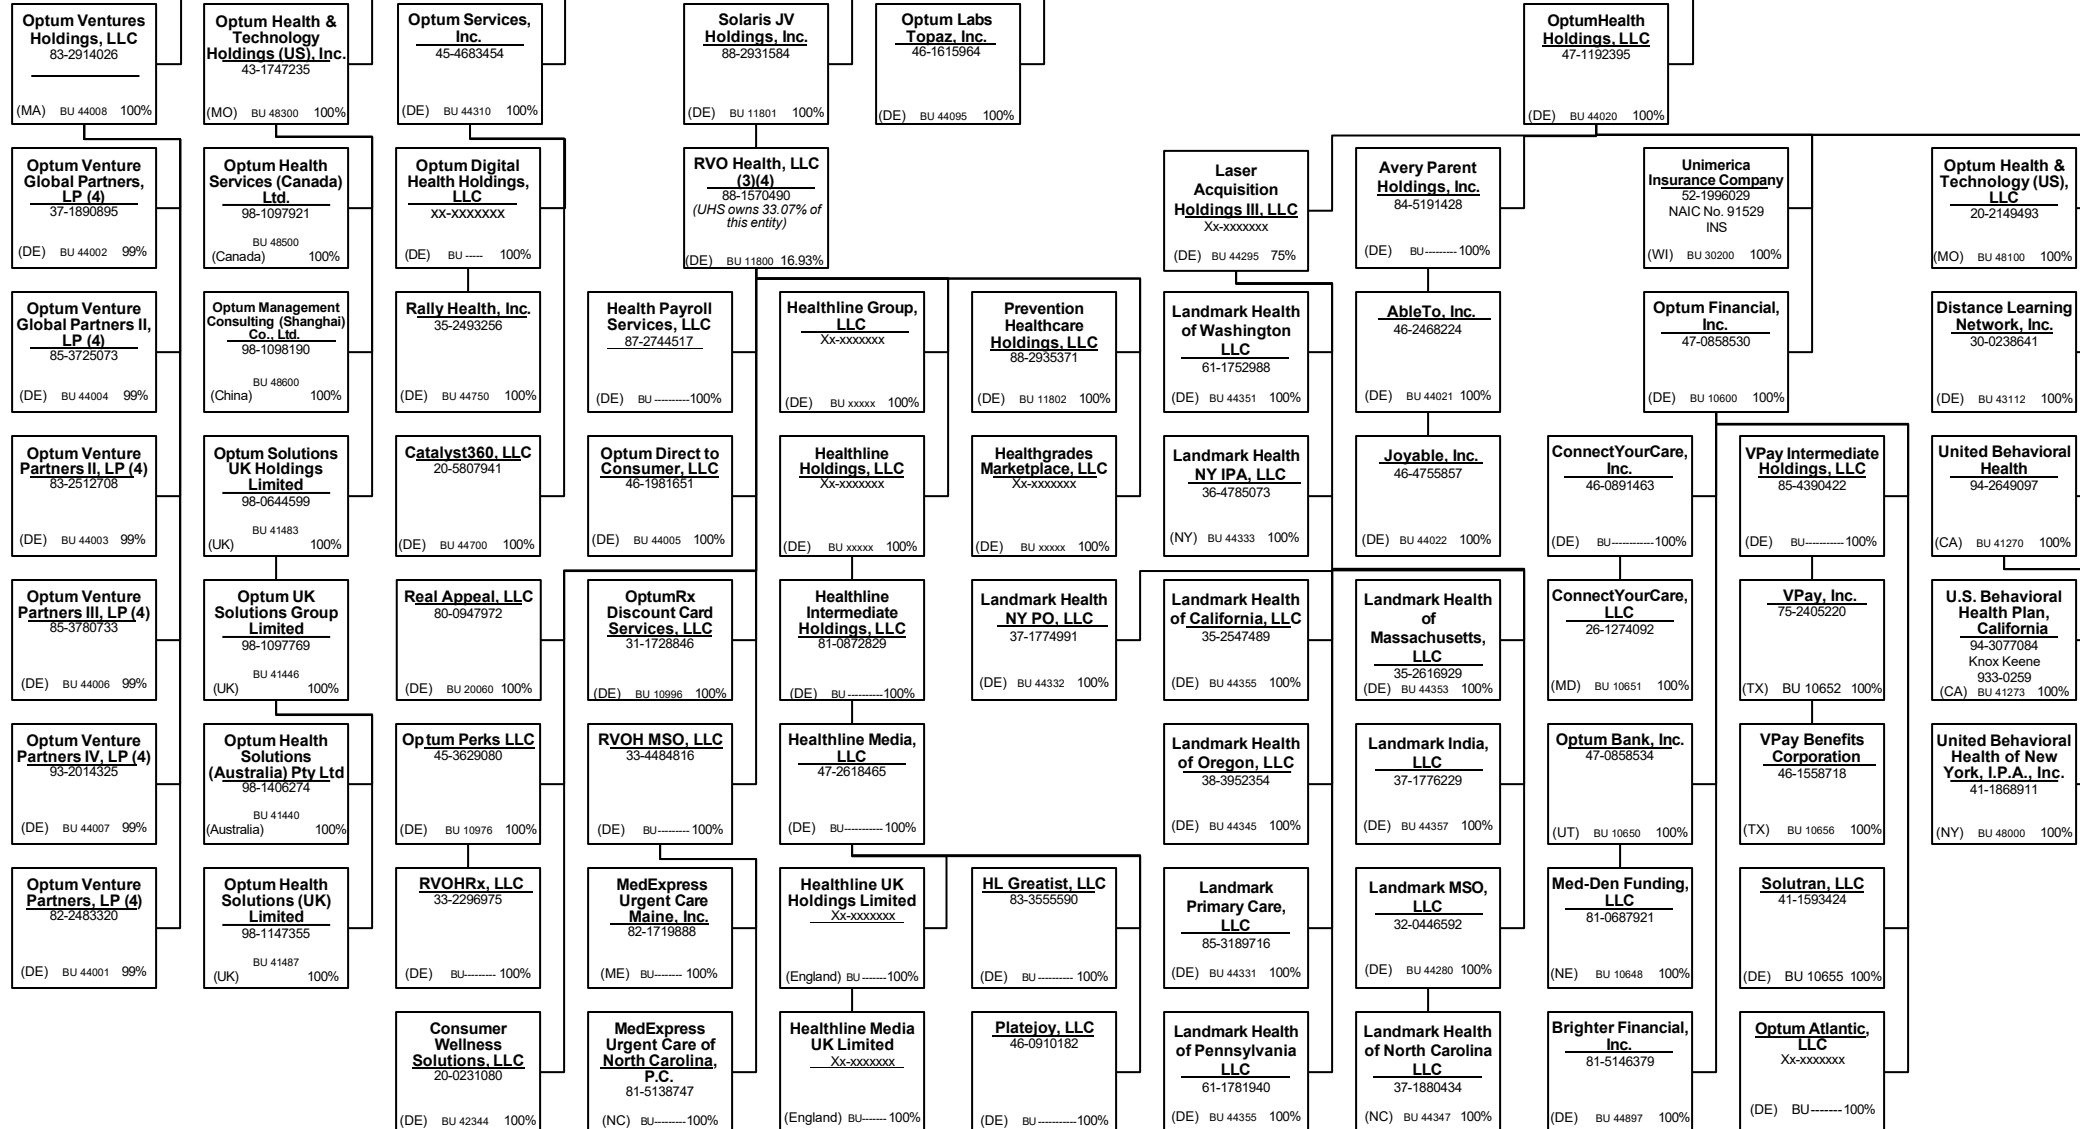 Optum Ventures
Holdings, LLC
83-2914026
(MA) BU 44008 100%
Optum Health &
Technology
Holdings (US), Inc.
43-1747235
(MO) BU 48300 100%
Optum Services,
Inc.
45-4683454
(DE) BU 44310 100%
Solaris JV
Holdings, Inc.
88-2931584
(DE) BU 11801 100%
Optum Labs
Topaz, Inc.
46-1615964
(DE) BU 44095 100%
OptumHealth
Holdings, LLC
47-1192395
(DE) BU 44020 100%
Optum Venture
Global Partners,
LP (4)
37-1890895
(DE) BU 44002 99%
Optum Health
Services (Canada)
Ltd.
98-1097921
BU 48500
(Canada) 100%
Optum Digital
Health Holdings,
LLC
xx-xxxxxxx
(DE) BU ----- 100%
RVO Health, LLC
(3)(4)
88-1570490
(UHS owns 33.07% of
this entity)
(DE) BU 11800 16.93%
Laser
Acquisition
Holdings III, LLC
Xx-xxxxxxx
(DE) BU 44295 75%
Avery Parent
Holdings, Inc.
84-5191428
(DE) BU--------- 100%
Unimerica
Insurance Company
52-1996029
NAIC No. 91529
INS
(WI) BU 30200 100%
Optum Health &
Technology (US),
LLC
20-2149493
(MO) BU 48100 100%
Optum Venture
Global Partners II,
LP (4)
85-3725073
(DE) BU 44004 99%
Optum Management
Consulting (Shanghai)
Co., Ltd.
98-1098190
BU 48600
(China) 100%
Rally Health, Inc.
35-2493256
(DE) BU 44750 100%
Health Payroll
Services, LLC
87-2744517
(DE) BU ----------100%
Healthline Group,
LLC
Xx-xxxxxxx
(DE) BU xxxxx 100%
Prevention
Healthcare
Holdings, LLC
88-2935371
(DE) BU 11802 100%
Landmark Health
of Washington
LLC
61-1752988
(DE) BU 44351 100%
AbleTo, Inc.
46-2468224
(DE) BU 44021 100%
Optum Financial,
Inc.
47-0858530
(DE) BU 10600 100%
Distance Learning
Network, Inc.
30-0238641
(DE) BU 43112 100%
Optum Venture
Partners II, LP (4)
83-2512708
(DE) BU 44003 99%
Optum Solutions
UK Holdings
Limited
98-0644599
BU 41483
(UK) 100%
Catalyst360, LLC
20-5807941
(DE) BU 44700 100%
Optum Direct to
Consumer, LLC
46-1981651
(DE) BU 44005 100%
Healthline
Holdings, LLC
Xx-xxxxxxx
(DE) BU xxxxx 100%
Healthgrades
Marketplace, LLC
Xx-xxxxxxx
(DE) BU xxxxx 100%
Landmark Health
NY IPA, LLC
36-4785073
(NY) BU 44333 100%
Joyable, Inc.
46-4755857
(DE) BU 44022 100%
ConnectYourCare,
Inc.
46-0891463
(DE) BU------------100%
VPay Intermediate
Holdings, LLC
85-4390422
(DE) BU-----------100%
United Behavioral
Health
94-2649097
(CA) BU 41270 100%
Optum Venture
Partners III, LP (4)
85-3780733
(DE) BU 44006 99%
Optum UK
Solutions Group
Limited
98-1097769
BU 41446
(UK) 100%
Real Appeal, LLC
80-0947972
(DE) BU 20060 100%
OptumRx
Discount Card
Services, LLC
31-1728846
(DE) BU 10996 100%
Healthline
Intermediate
Holdings, LLC
81-0872829
(DE) BU ----------100%
Landmark Health
NY PO, LLC
37-1774991
(DE) BU 44332 100%
Landmark Health
of California, LLC
35-2547489
(DE) BU 44355 100%
Landmark Health
of
Massachusetts,
LLC
35-2616929
(DE) BU 44353 100%
ConnectYourCare,
LLC
26-1274092
(MD) BU 10651 100%
VPay, Inc.
75-2405220
(TX) BU 10652 100%
U.S. Behavioral
Health Plan,
California
94-3077084
Knox Keene
933-0259
(CA) BU 41273 100%
Optum Venture
Partners IV, LP (4)
93-2014325
(DE) BU 44007 99%
Optum Health
Solutions
(Australia) Pty Ltd
98-1406274
BU 41440
(Australia) 100%
Optum Perks LLC
45-3629080
(DE) BU 10976 100%
RVOH MSO, LLC
33-4484816
(DE) BU--------- 100%
Healthline Media,
LLC
47-2618465
(DE) BU-----------100%
Landmark Health
of Oregon, LLC
38-3952354
(DE) BU 44345 100%
Landmark India,
LLC
37-1776229
(DE) BU 44357 100%
Optum Bank, Inc.
47-0858534
(UT) BU 10650 100%
VPay Benefits
Corporation
46-1558718
(TX) BU 10656 100%
United Behavioral
Health of New
York, I.P.A., Inc.
41-1868911
(NY) BU 48000 100%
Optum Venture
Partners, LP (4)
82-2483320
(DE) BU 44001 99%
Optum Health
Solutions (UK)
Limited
98-1147355
BU 41487
(UK) 100%
RVOHRx, LLC
33-2296975
(DE) BU--------- 100%
MedExpress
Urgent Care
Maine, Inc.
82-1719888
(ME) BU-------- 100%
Healthline UK
Holdings Limited
Xx-xxxxxxx
(England) BU -------100%
HL Greatist, LLC
83-3555590
(DE) BU ---------- 100%
Landmark
Primary Care,
LLC
85-3189716
(DE) BU 44331 100%
Landmark MSO,
LLC
32-0446592
(DE) BU 44280 100%
Med-Den Funding,
LLC
81-0687921
(NE) BU 10648 100%
Solutran, LLC
41-1593424
(DE) BU 10655 100%
Consumer
Wellness
Solutions, LLC
20-0231080
(DE) BU 42344 100%
MedExpress
Urgent Care of
North Carolina,
P.C.
81-5138747
(NC) BU---------100%
Healthline Media
UK Limited
Xx-xxxxxxx
(England) BU------- 100%
Platejoy, LLC
46-0910182
(DE) BU-----------100%
Landmark Health
of Pennsylvania
LLC
61-1781940
(DE) BU 44355 100%
Landmark Health
of North Carolina
LLC
37-1880434
(NC) BU 44347 100%
Brighter Financial,
Inc.
81-5146379
(DE) BU 44897 100%
Optum Atlantic,
LLC
Xx-xxxxxxx
(DE) BU-------100%